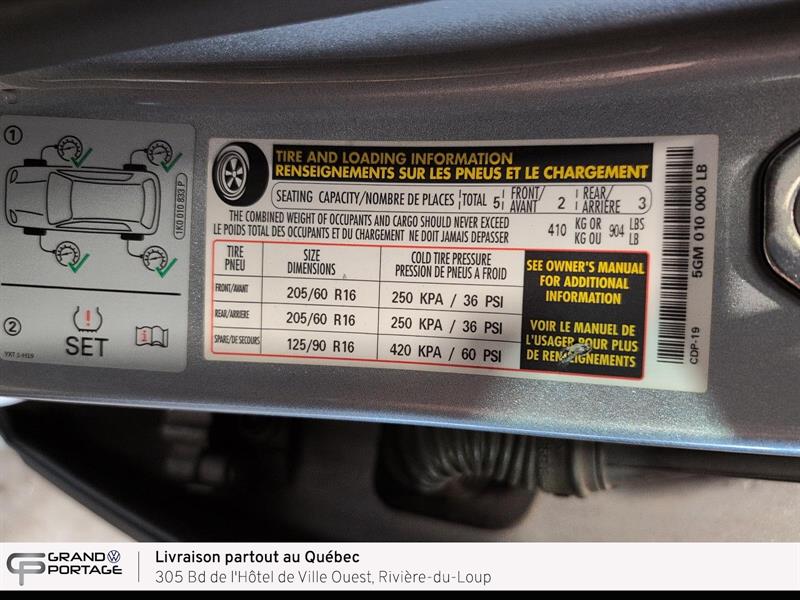 1
1K0 010 833 P
2
SET
TIRE AND LOADING INFORMATION
RENSEIGNEMENTS SUR LES PNEUS ET LE CHARGEMENT
SEATING CAPACITY/NOMBRE DE PLACES TOTAL 5 FRONT/AVANT 2 REAR/ARRIÈRE 3
THE COMBINED WEIGHT OF OCCUPANTS AND CARGO SHOULD NEVER EXCEED 410 KG OR 904 LBS
LE POIDS TOTAL DES OCCUPANTS ET DU CHARGEMENT NE DOIT JAMAIS DEPASSER KG OU LB
TIRE PNEU
SIZE DIMENSIONS
COLD TIRE PRESSURE
PRESSION DE PNEUS A FROID
FRONT/AVANT 205/60 R16 250 KPA / 36 PSI
REAR/ARRIERE 205/60 R16 250 KPA / 36 PSI
SPARE/DE SECOURS 125/90 R16 420 KPA / 60 PSI
SEE OWNER'S MANUAL
FOR ADDITIONAL
INFORMATION
VOIR LE MANUEL DE
L'USAGER POUR PLUS
DE RENSEIGNEMENTS
CDP-19
5GM 010 000 LB
GRAND
PORTAGE
Livraison partout au Québec
305 Bd de l'Hôtel de Ville Ouest, Rivière-du-Loup